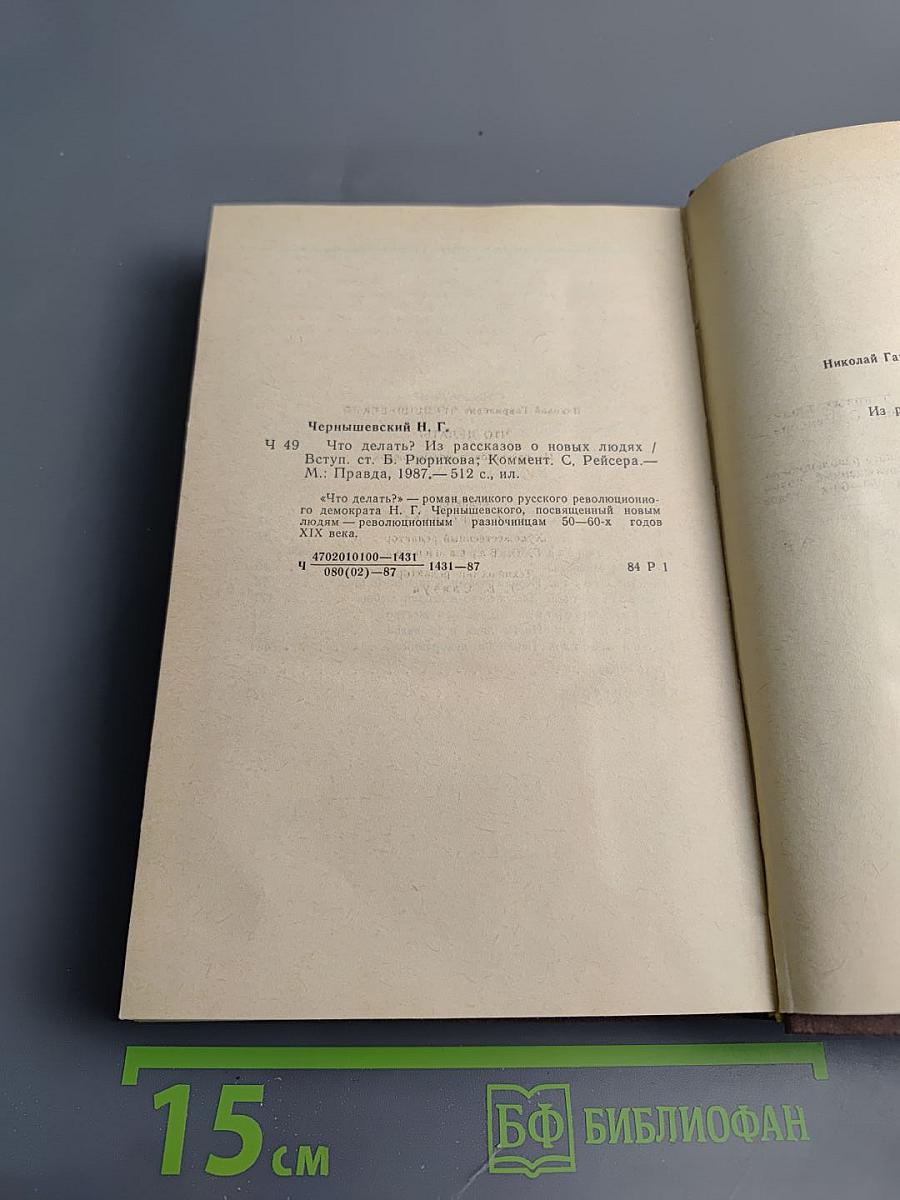 Чернышевский Н. Г.
Ч 49 Что делать? Из рассказов о новых людях /
Вступ. ст. Б. Рюрикова; Коммент. С. Рейсера.—
М.: Правда, 1987.— 512 с., ил.
«Что делать?» — роман великого русского революционно-
го демократа Н. Г. Чернышевского, посвященный новым
людям — революционным разночинцам 50—60-х годов
XIX века.
4702010100—1431
Ч 1431—87 84 Р 1
080(02)—87
Николай
Из
15 см
БФ БИБЛИОФАН